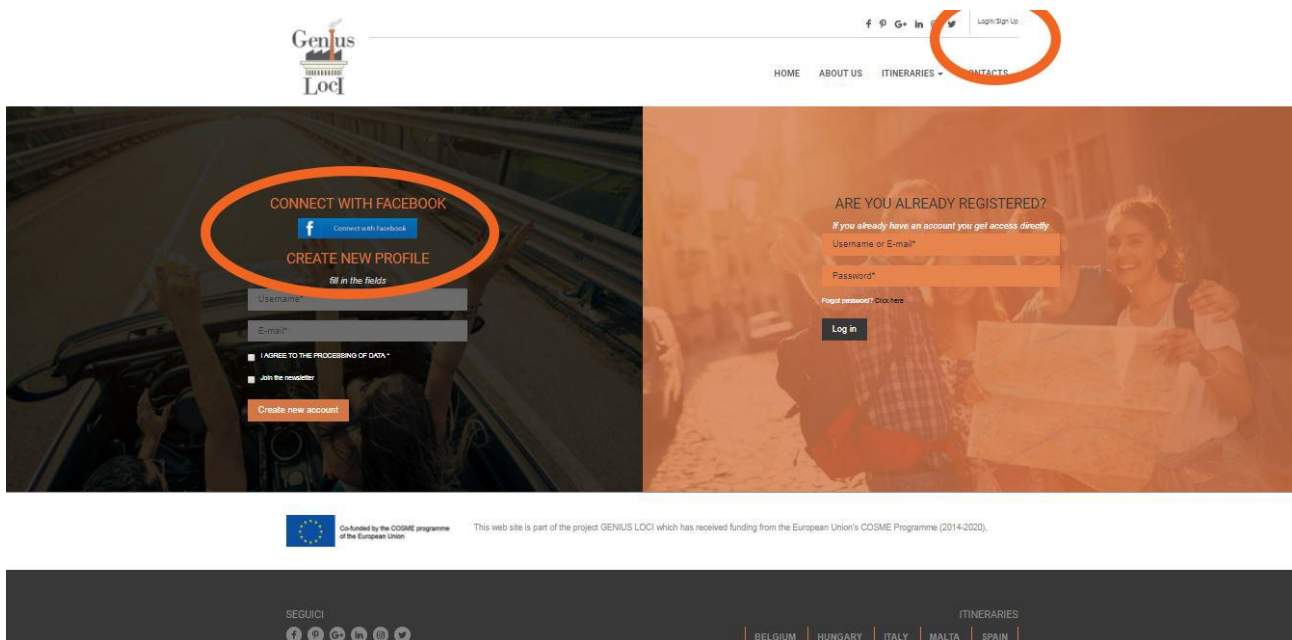 Genius
Loci
Login/Sign Up
HOME ABOUT US ITINERARIES CONTACTS
CONNECT WITH FACEBOOK
Connect with Facebook
CREATE NEW PROFILE
fill in the fields
Username*
E-mail*
I AGREE TO THE PROCESSING OF DATA *
Join the newsletter
Create new account
ARE YOU ALREADY REGISTERED?
If you already have an account you get access directly
Username or E-mail*
Password*
Forgot password? Click here
Log in
Co-funded by the COSME programme
of the European Union
This web site is part of the project GENIUS LOCI which has received funding from the European Union's COSME Programme (2014-2020).
SEGUICI
ITINERARIES
BELGIUM HUNGARY ITALY MALTA SPAIN